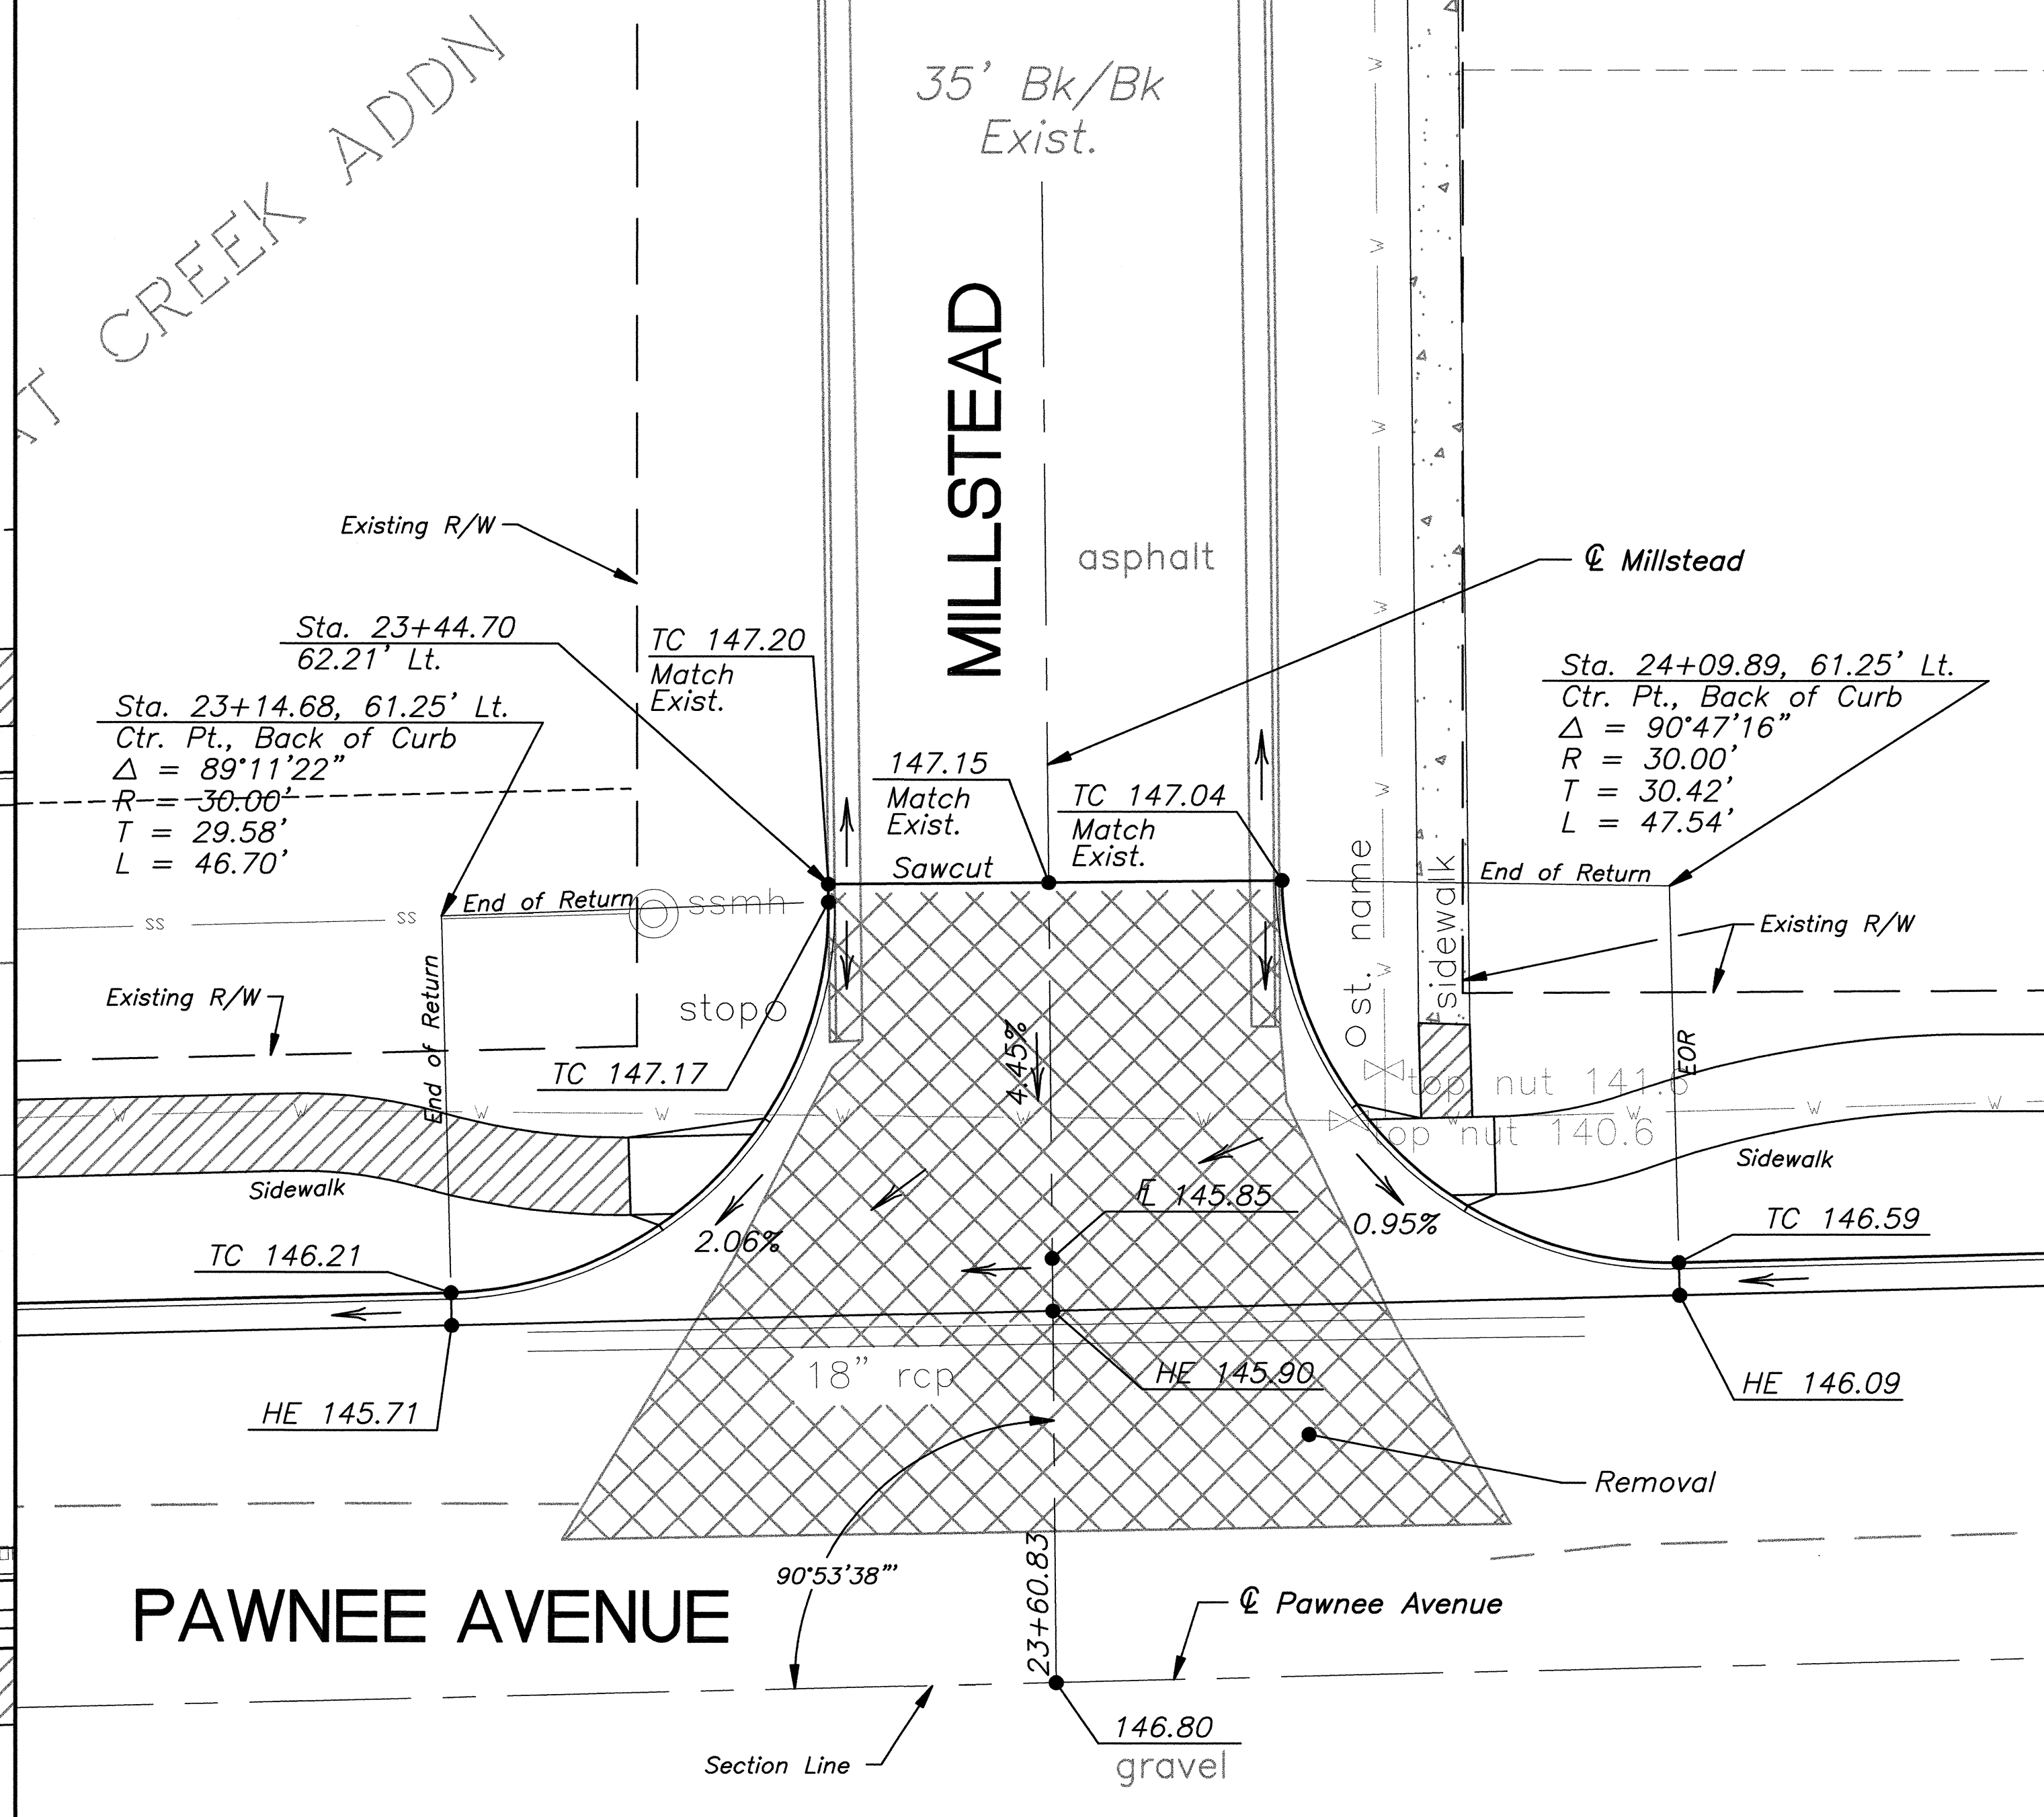 CREEK ADDN
35' Bk/Bk
Exist.
MILLSTEAD
asphalt
Existing R/W
℄ Millstead
Sta. 23+44.70
62.21' Lt.
TC 147.20
Match
Exist.
Sta. 23+14.68, 61.25' Lt.
Ctr. Pt., Back of Curb
Δ = 89°11'22"
R = 30.00'
T = 29.58'
L = 46.70'
Sta. 24+09.89, 61.25' Lt.
Ctr. Pt., Back of Curb
Δ = 90°47'16"
R = 30.00'
T = 30.42'
L = 47.54'
147.15
Match
Exist.
TC 147.04
Match
Exist.
Sawcut
End of Return
ssmh
End of Return
st. name
sidewalk
SS
SS
W
W
W
W
W
W
W
Existing R/W
Existing R/W
End of Return
stop
TC 147.17
4.45%
EOR
top nut 141.6
top nut 140.6
W
W
W
W
W
W
W
W
W
W
Sidewalk
Sidewalk
TC 146.21
2.06%
FL 145.85
0.95%
TC 146.59
18" rcp
HE 145.90
HE 145.71
HE 146.09
Removal
90°53'38"'
23+60.83
PAWNEE AVENUE
℄ Pawnee Avenue
146.80
gravel
Section Line